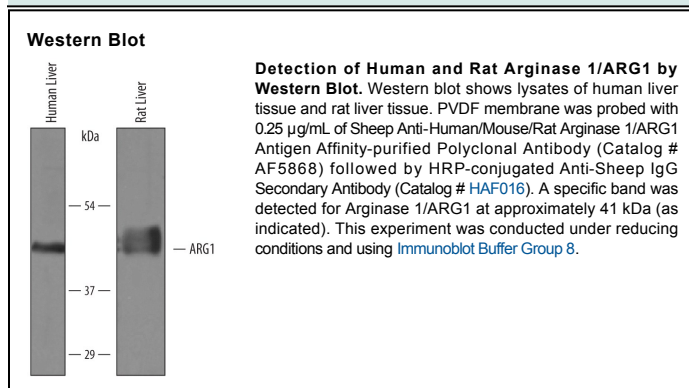 Western Blot
Human Liver
Rat Liver
kDa
54
ARG1
37
29
Detection of Human and Rat Arginase 1/ARG1 by
Western Blot. Western blot shows lysates of human liver
tissue and rat liver tissue. PVDF membrane was probed with
0.25 µg/mL of Sheep Anti-Human/Mouse/Rat Arginase 1/ARG1
Antigen Affinity-purified Polyclonal Antibody (Catalog #
AF5868) followed by HRP-conjugated Anti-Sheep IgG
Secondary Antibody (Catalog # HAF016). A specific band was
detected for Arginase 1/ARG1 at approximately 41 kDa (as
indicated). This experiment was conducted under reducing
conditions and using Immunoblot Buffer Group 8.